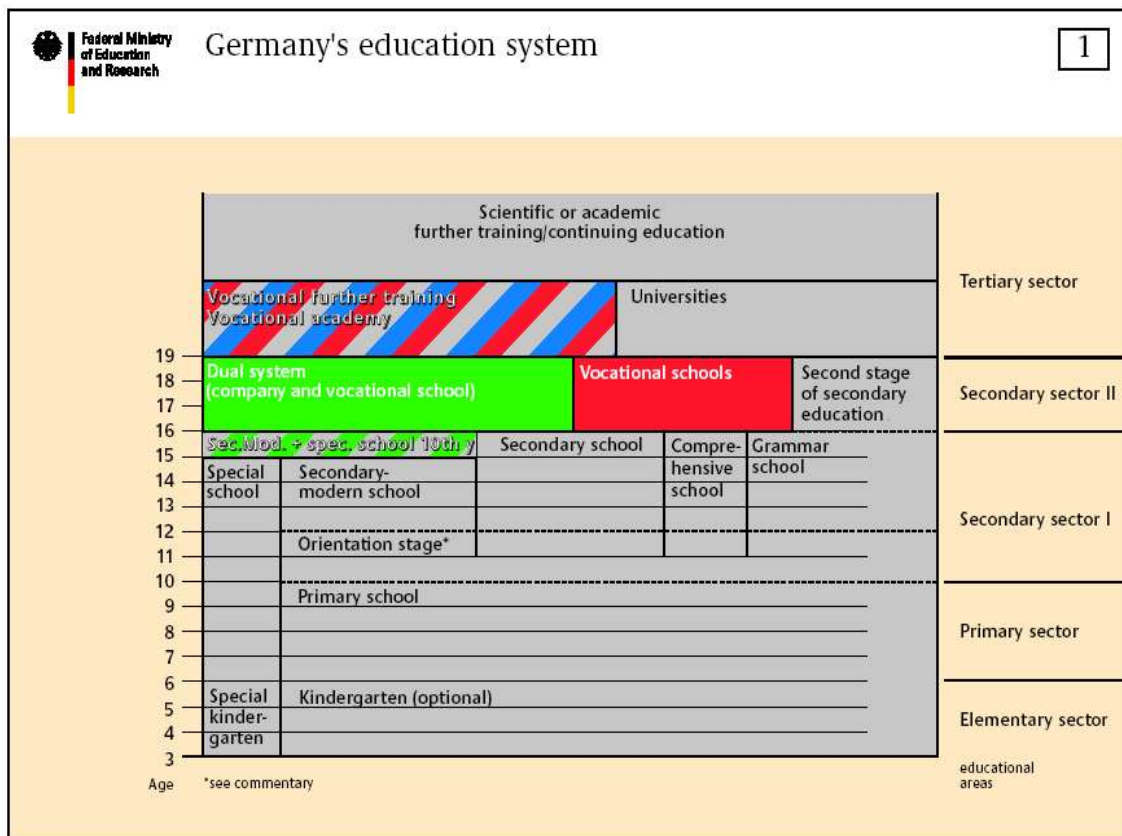 Federal Ministry
of Education
and Research
Germany's education system
1
Scientific or academic
further training/continuing education
Tertiary sector
Vocational further training
Vocational academy
Universities
19
18
17
16
15
14
13
12
11
10
9
8
7
6
5
4
3
Age
Dual system
(company and vocational school)
Vocational schools
Second stage
of secondary
education
Secondary sector II
Sec.Mod. + spec. school 10th y
Secondary school
Compre-
hensive
school
Grammar
school
Special
school
Secondary-
modern school
Secondary sector I
Orientation stage*
Primary school
Primary sector
Special
kinder-
garten
Kindergarten (optional)
Elementary sector
*see commentary
educational
areas